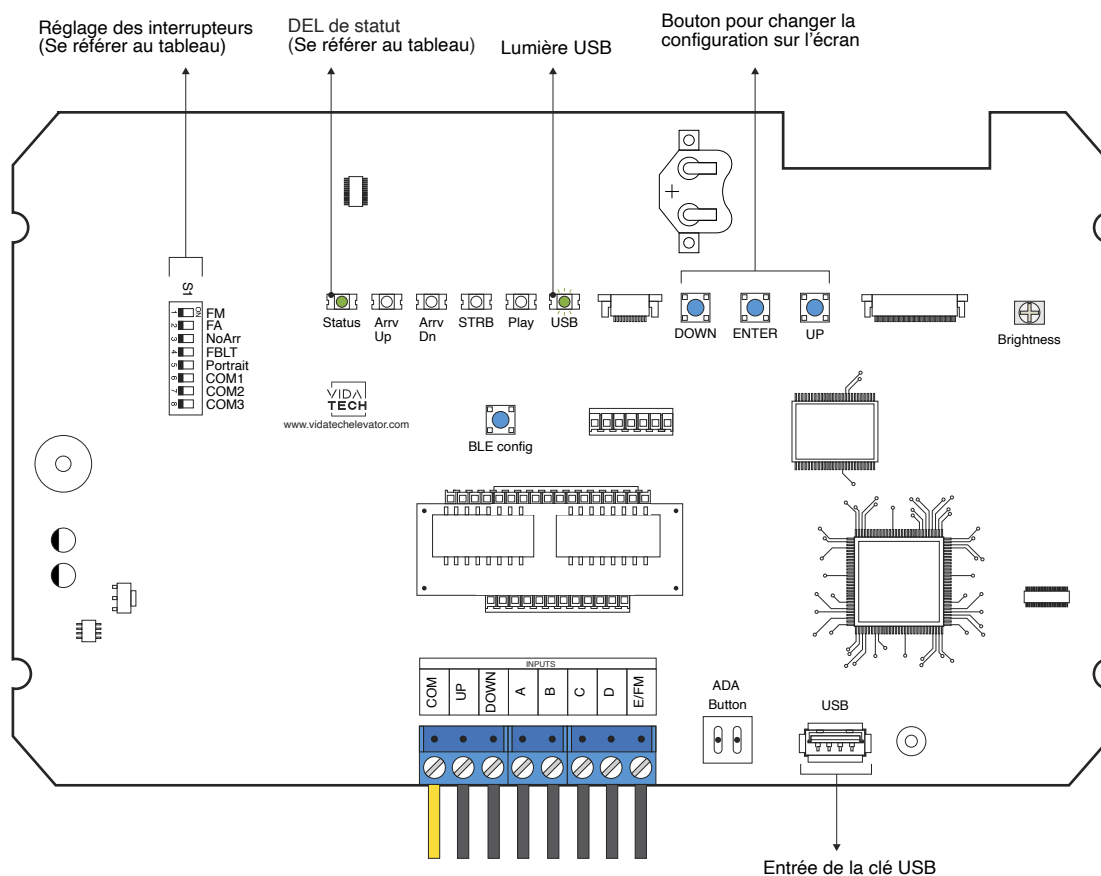 Réglage des interrupteurs
(Se référer au tableau)
DEL de statut
(Se référer au tableau)
Lumière USB
Bouton pour changer la
configuration sur l'écran
S1
ON
1 FM
2 FA
3 NoArr
4 FBLT
5 Portrait
6 COM1
7 COM2
8 COM3
Status
Arrv
Up
Arrv
Dn
STRB
Play
USB
DOWN
ENTER
UP
Brightness
VIDA
TECH
www.vidatechelevator.com
BLE config
INPUTS
COM
UP
DOWN
A
B
C
D
E/FM
ADA
Button
USB
Entrée de la clé USB